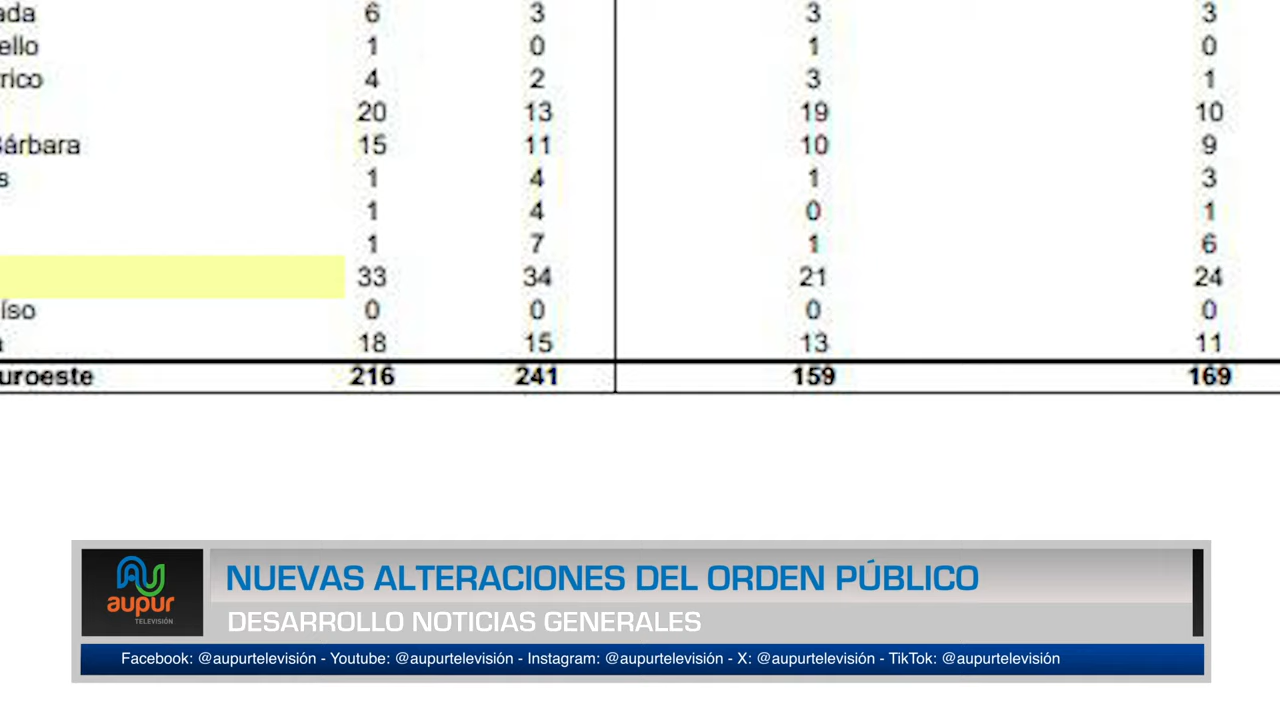 ada 6 3 3 3
ello 1 0 1 0
rico 4 2 3 1
20 13 19 10
Bárbara 15 11 10 9
s 1 4 1 3
1 4 0 1
1 7 1 6
33 34 21 24
íso 0 0 0 0
a 18 15 13 11
uroeste 216 241 159 169
NUEVAS ALTERACIONES DEL ORDEN PÚBLICO
aupur
TELEVISIÓN
DESARROLLO NOTICIAS GENERALES
Facebook: @aupurtelevisión - Youtube: @aupurtelevisión - Instagram: @aupurtelevisión - X: @aupurtelevisión - TikTok: @aupurtelevisión